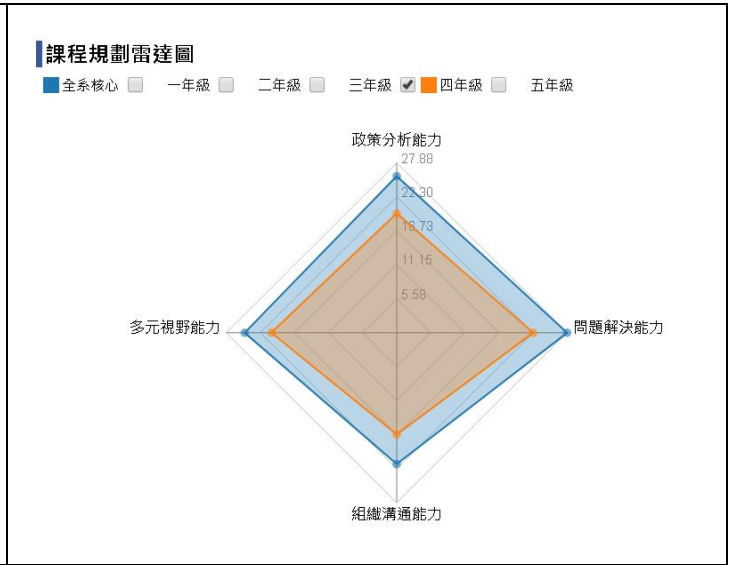 課程規劃雷達圖
全系核心 一年級 二年級 三年級 四年級 五年級
政策分析能力
27.88
22.30
16.73
11.15
5.58
多元視野能力
問題解決能力
組織溝通能力